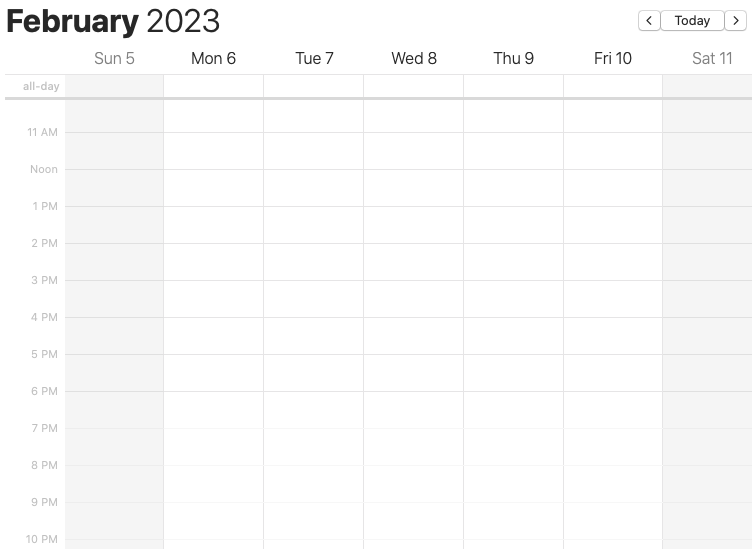 February 2023
< Today >
Sun 5 Mon 6 Tue 7 Wed 8 Thu 9 Fri 10 Sat 11
all-day
11 AM
Noon
1 PM
2 PM
3 PM
4 PM
5 PM
6 PM
7 PM
8 PM
9 PM
10 PM